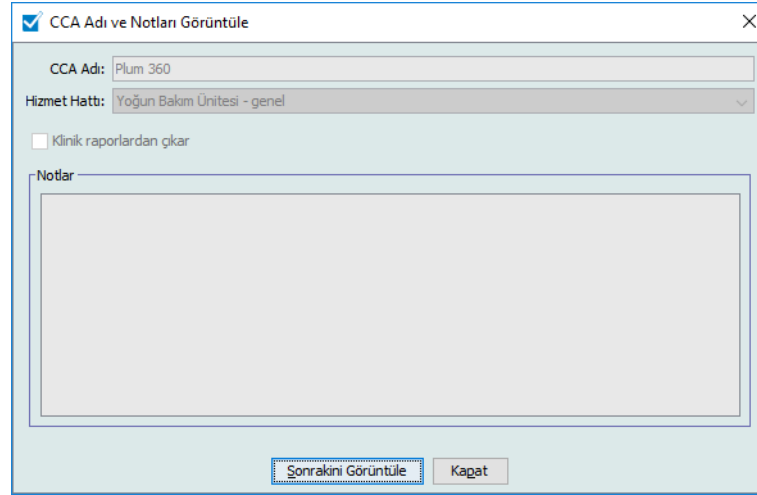 CCA Adı ve Notları Görüntüle
CCA Adı: Plum 360
Hizmet Hattı: Yoğun Bakım Ünitesi - genel
Klinik raporlardan çıkar
Notlar
Sonrakini Görüntüle Kapat